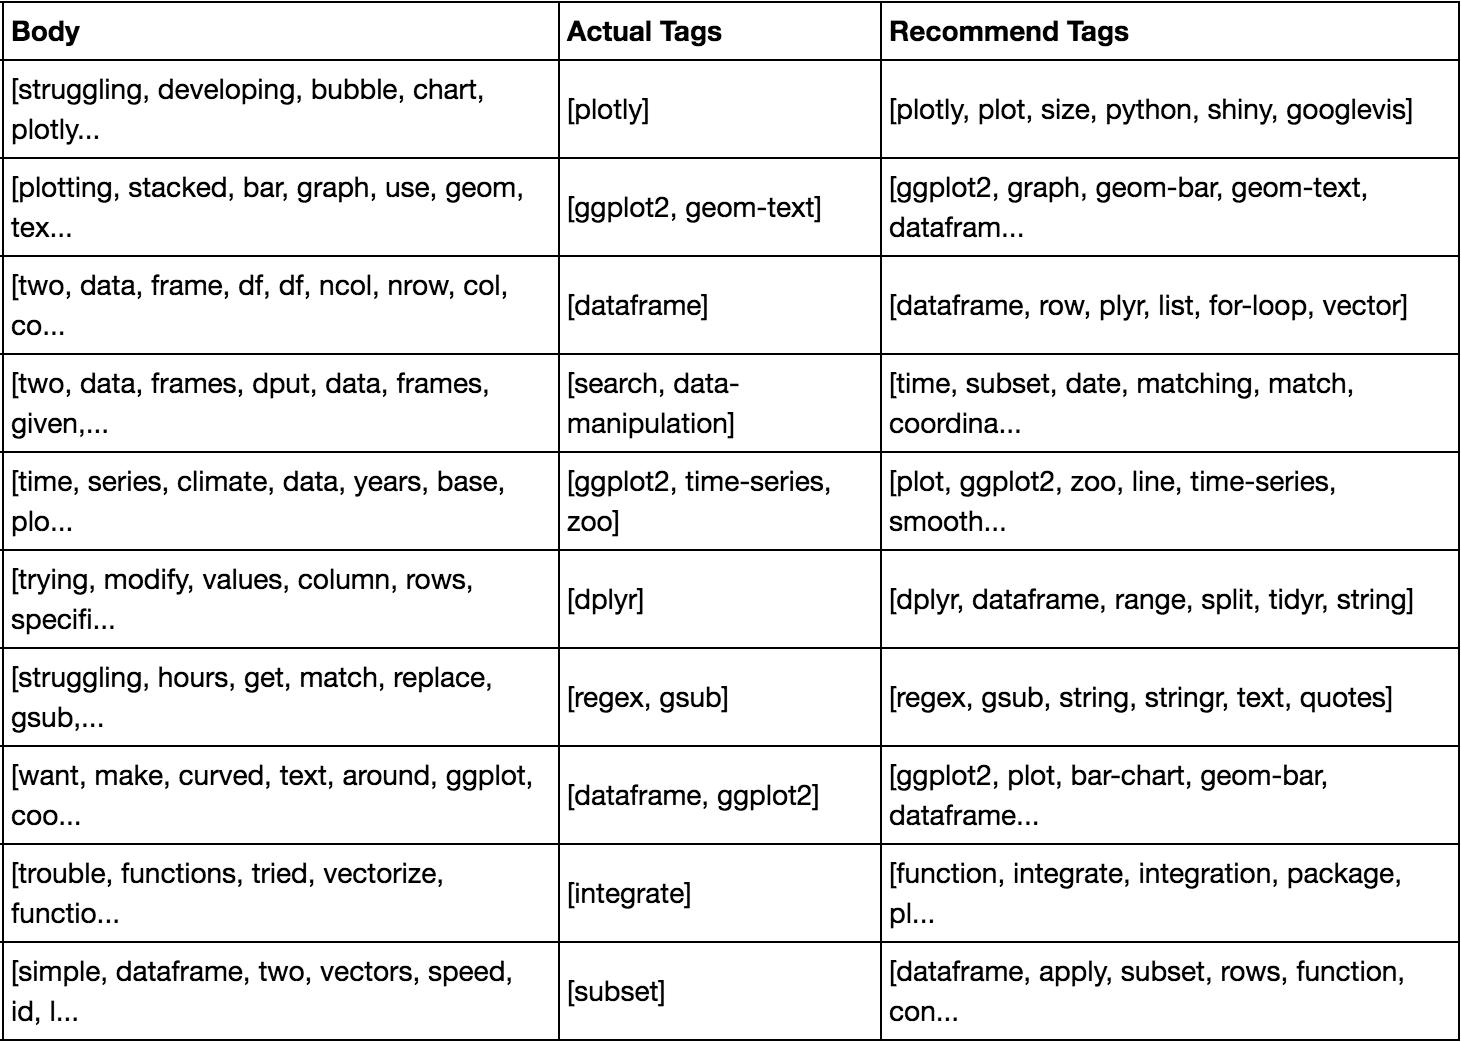 Body Actual Tags Recommend Tags
[struggling, developing, bubble, chart,
plotly...
[plotly]
[plotly, plot, size, python, shiny, googlevis]
[plotting, stacked, bar, graph, use, geom,
tex...
[ggplot2, geom-text]
[ggplot2, graph, geom-bar, geom-text,
datafram...
[two, data, frame, df, df, ncol, nrow, col,
co...
[dataframe]
[dataframe, row, plyr, list, for-loop, vector]
[two, data, frames, dput, data, frames,
given,...
[search, data-
manipulation]
[time, subset, date, matching, match,
coordina...
[time, series, climate, data, years, base,
plo...
[ggplot2, time-series,
zoo]
[plot, ggplot2, zoo, line, time-series,
smooth...
[trying, modify, values, column, rows,
specifi...
[dplyr]
[dplyr, dataframe, range, split, tidyr, string]
[struggling, hours, get, match, replace,
gsub,...
[regex, gsub]
[regex, gsub, string, stringr, text, quotes]
[want, make, curved, text, around, ggplot,
coo...
[dataframe, ggplot2]
[ggplot2, plot, bar-chart, geom-bar,
dataframe...
[trouble, functions, tried, vectorize,
functio...
[integrate]
[function, integrate, integration, package,
pl...
[simple, dataframe, two, vectors, speed,
id, l...
[subset]
[dataframe, apply, subset, rows, function,
con...